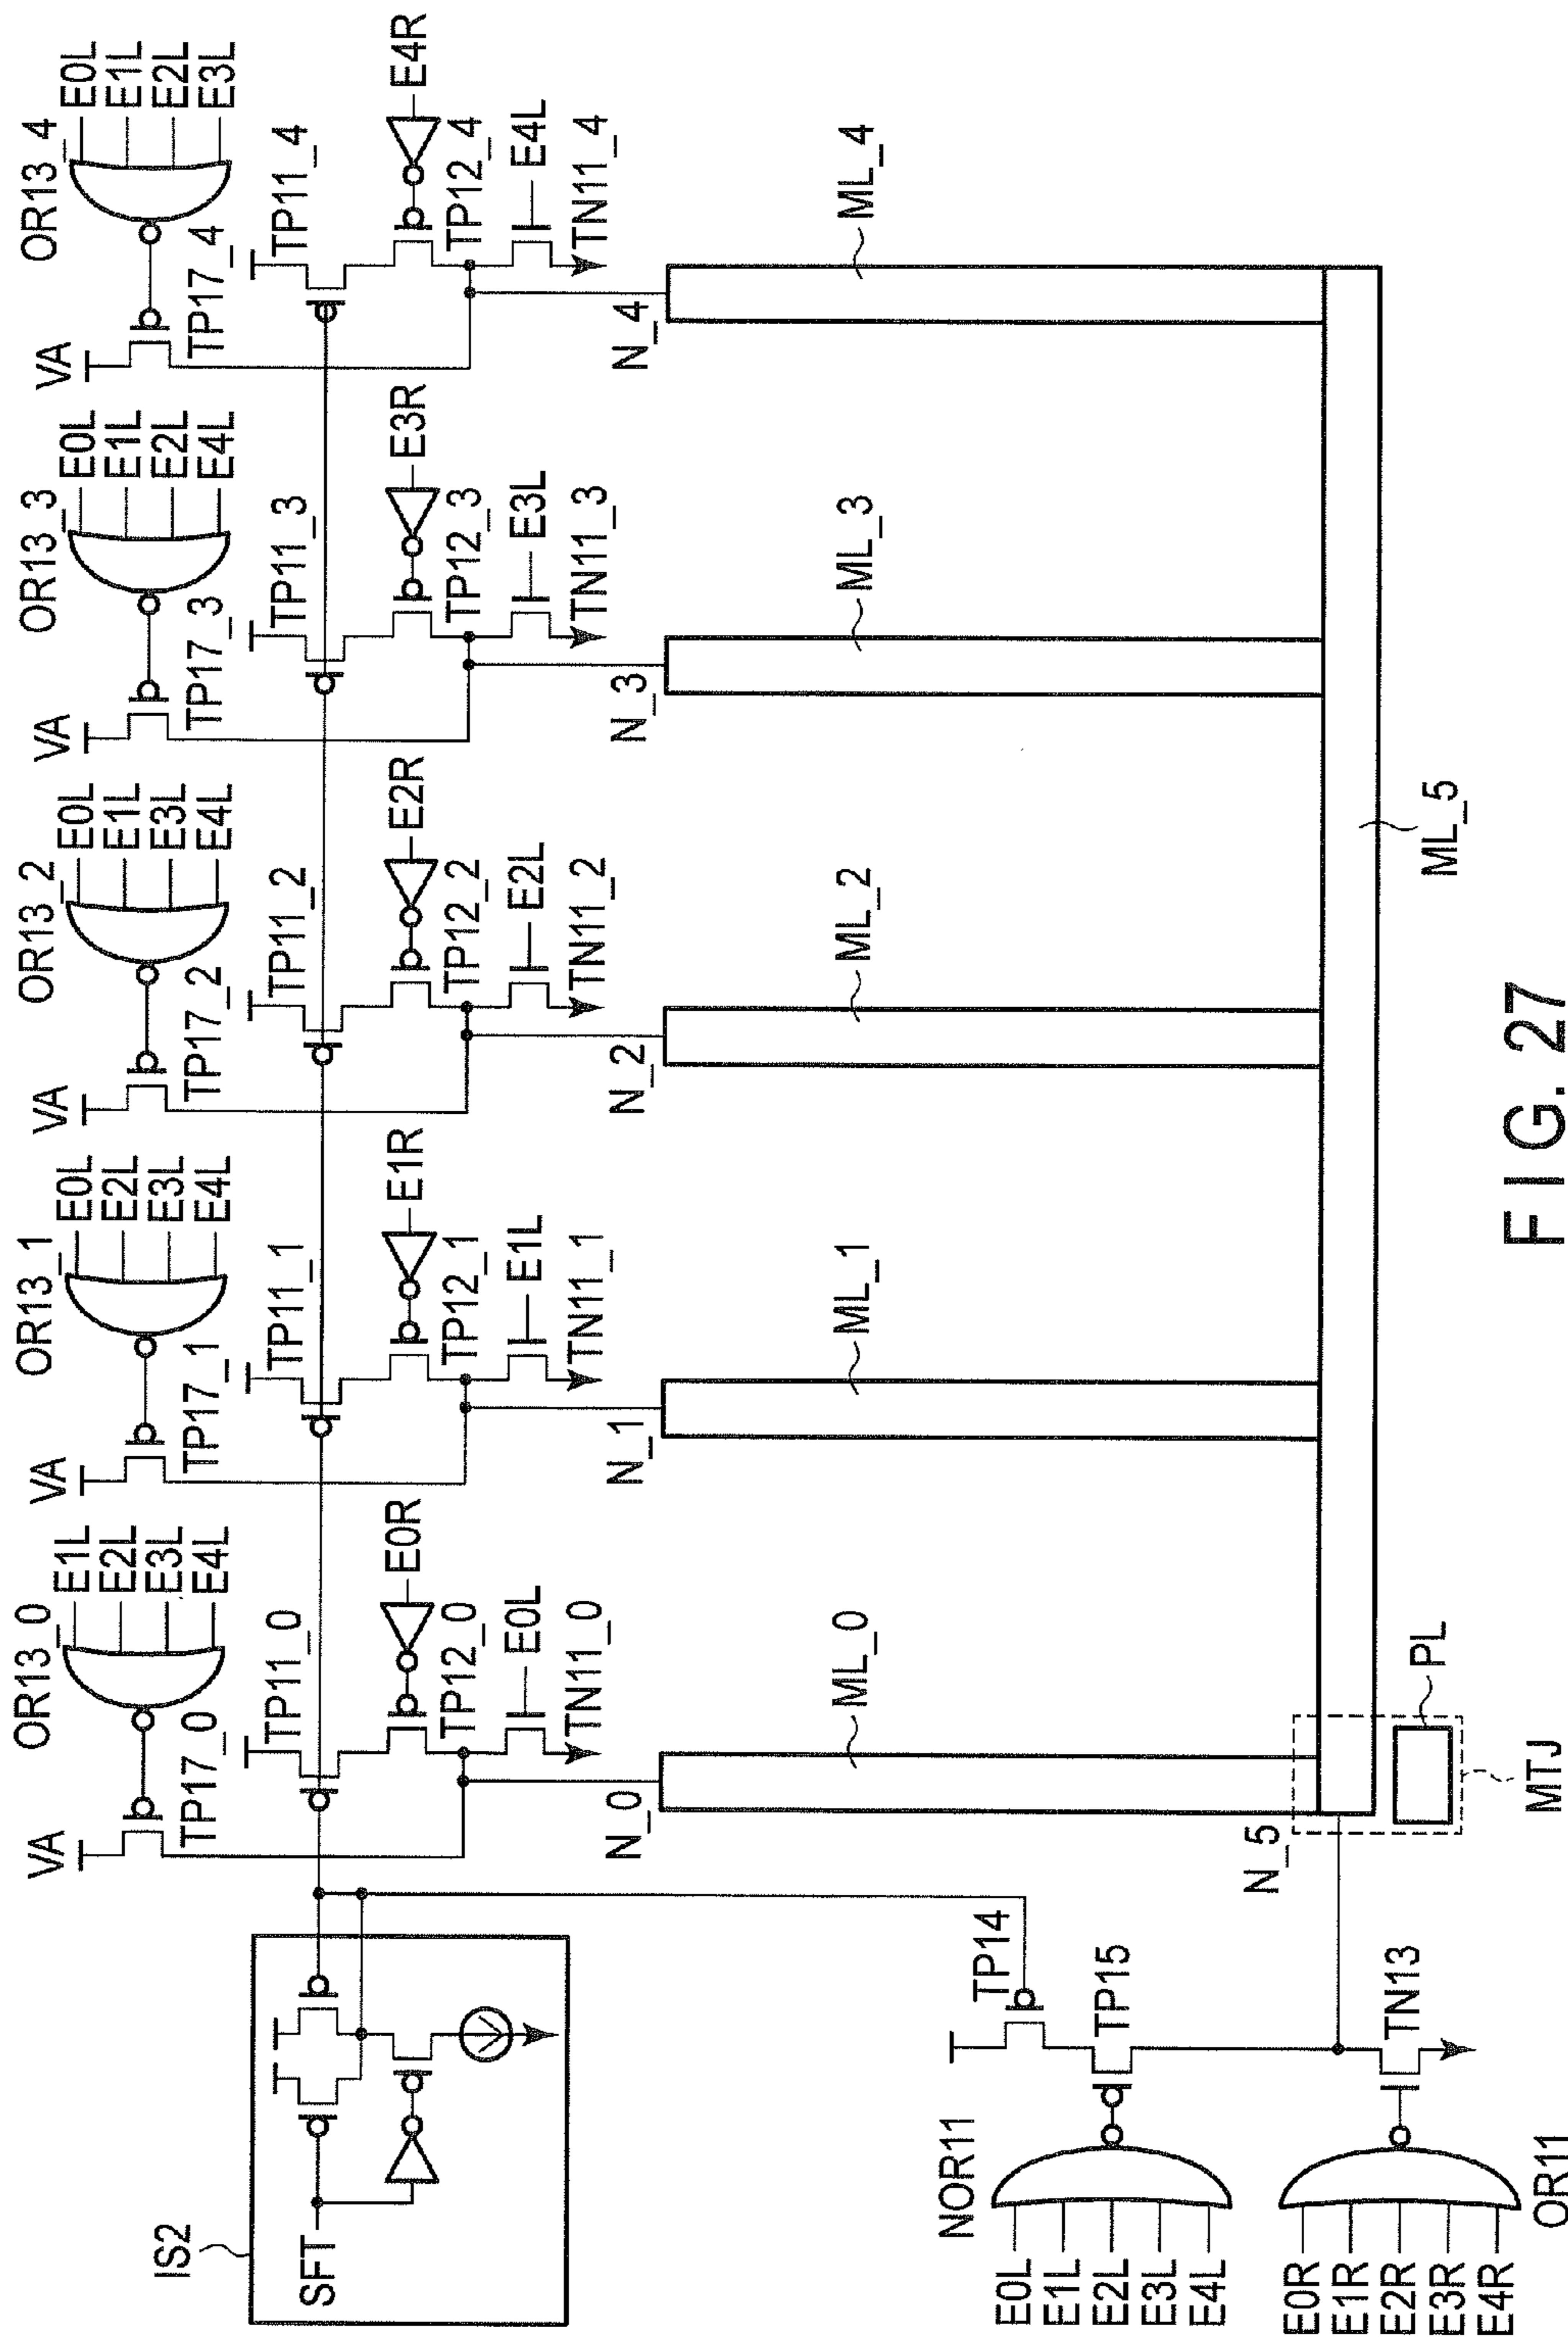 OR13_0
E1L
E2L
E3L
E4L
VA
TP17_0
TP11_0
E0R
TP12_0
E0L
TN11_0
N_0
ML_0
OR13_1
E0L
E2L
E3L
E4L
VA
TP17_1
TP11_1
E1R
TP12_1
E1L
TN11_1
N_1
ML_1
OR13_2
E0L
E1L
E3L
E4L
VA
TP17_2
TP11_2
E2R
TP12_2
E2L
TN11_2
N_2
ML_2
OR13_3
E0L
E1L
E2L
E4L
VA
TP17_3
TP11_3
E3R
TP12_3
E3L
TN11_3
N_3
ML_3
OR13_4
E0L
E1L
E2L
E3L
VA
TP17_4
TP11_4
E4R
TP12_4
E4L
TN11_4
N_4
ML_4
IS2
SFT
NOR11
E0L
E1L
E2L
E3L
E4L
TP14
TP15
E0R
E1R
E2R
E3R
E4R
OR11
TN13
N_5
PL
MTJ
ML_5
FIG. 27